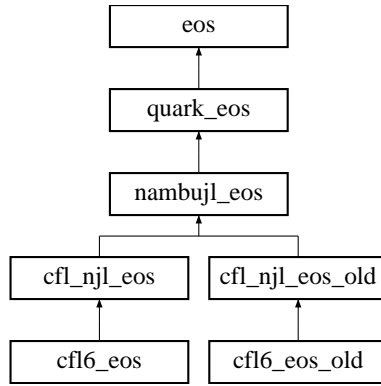 eos
quark_eos
nambujl_eos
cfl_njl_eos cfl_njl_eos_old
cfl6_eos cfl6_eos_old